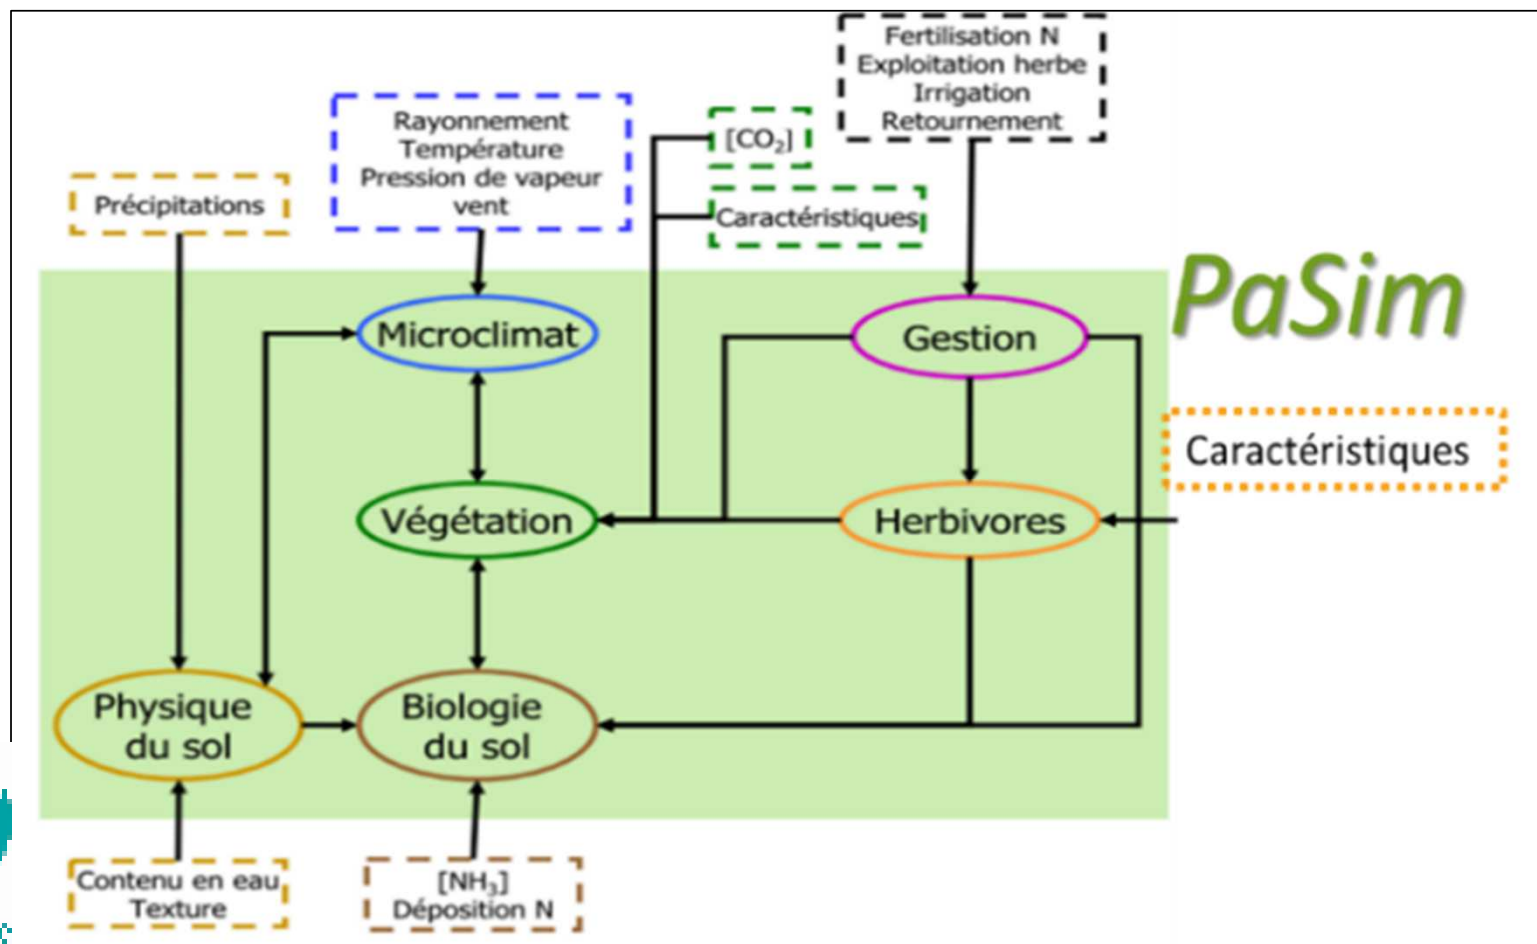 Fertilisation N
Exploitation herbe
Irrigation
Retournement
Rayonnement
Température
Pression de vapeur
vent
[CO₂]
Précipitations
Caractéristiques
PaSim
Microclimat
Gestion
Caractéristiques
Végétation
Herbivores
Physique
du sol
Biologie
du sol
Contenu en eau
Texture
[NH₃]
Déposition N